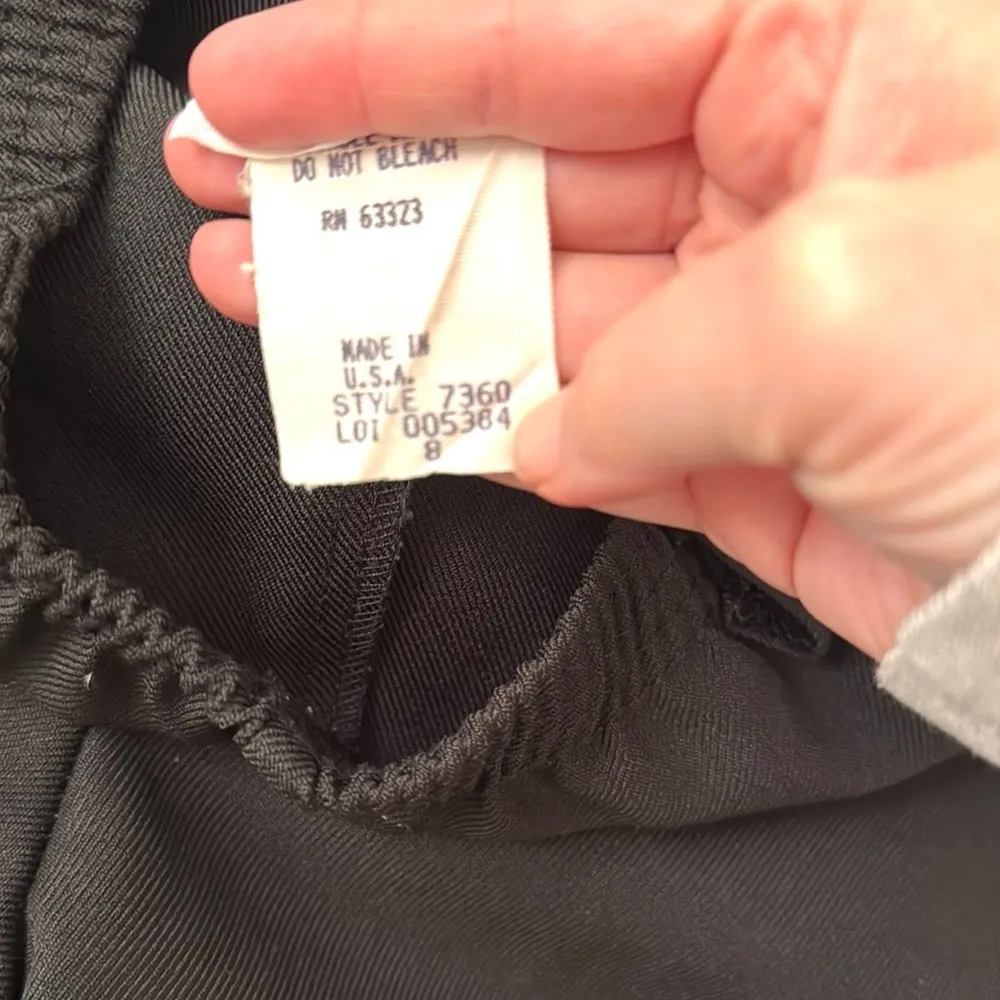 DO NOT BLEACH
RN 63323
MADE IN
U.S.A.
STYLE 7360
LOT 005384
8